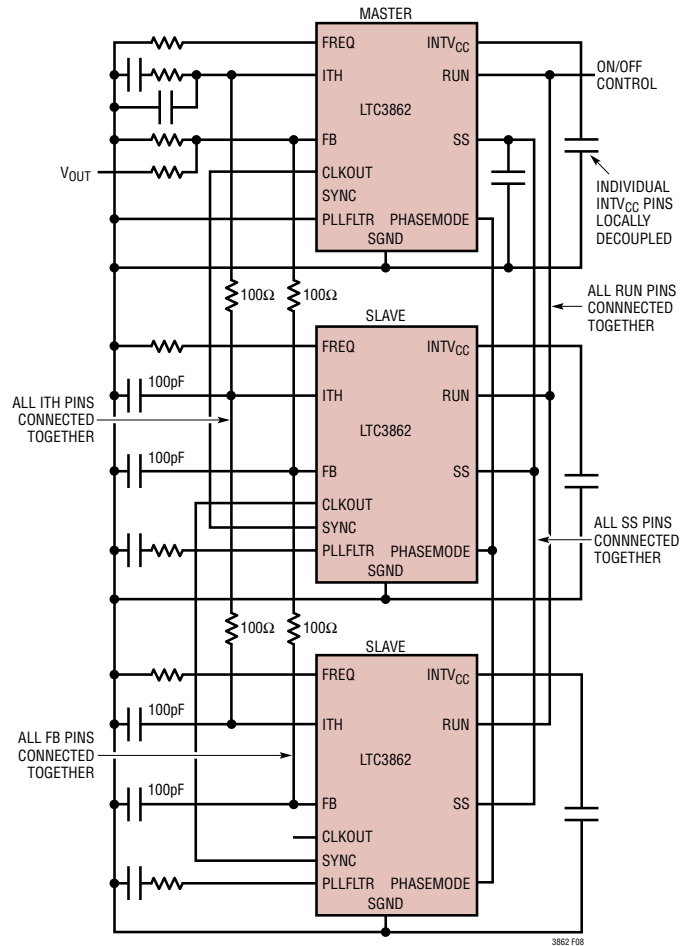 MASTER
FREQ
INTVCC
ITH
RUN
ON/OFF
CONTROL
LTC3862
FB
SS
VOUT
CLKOUT
SYNC
PLLFLTR
PHASEMODE
SGND
INDIVIDUAL
INTVCC PINS
LOCALLY
DECOUPLED
100Ω
100Ω
ALL RUN PINS
CONNNECTED
TOGETHER
SLAVE
FREQ
INTVCC
100pF
ITH
RUN
ALL ITH PINS
CONNECTED
TOGETHER
LTC3862
100pF
FB
SS
CLKOUT
SYNC
PLLFLTR
PHASEMODE
SGND
ALL SS PINS
CONNNECTED
TOGETHER
100Ω
100Ω
SLAVE
FREQ
INTVCC
100pF
ITH
RUN
ALL FB PINS
CONNECTED
TOGETHER
LTC3862
100pF
FB
SS
CLKOUT
SYNC
PLLFLTR
PHASEMODE
SGND
3862 F08